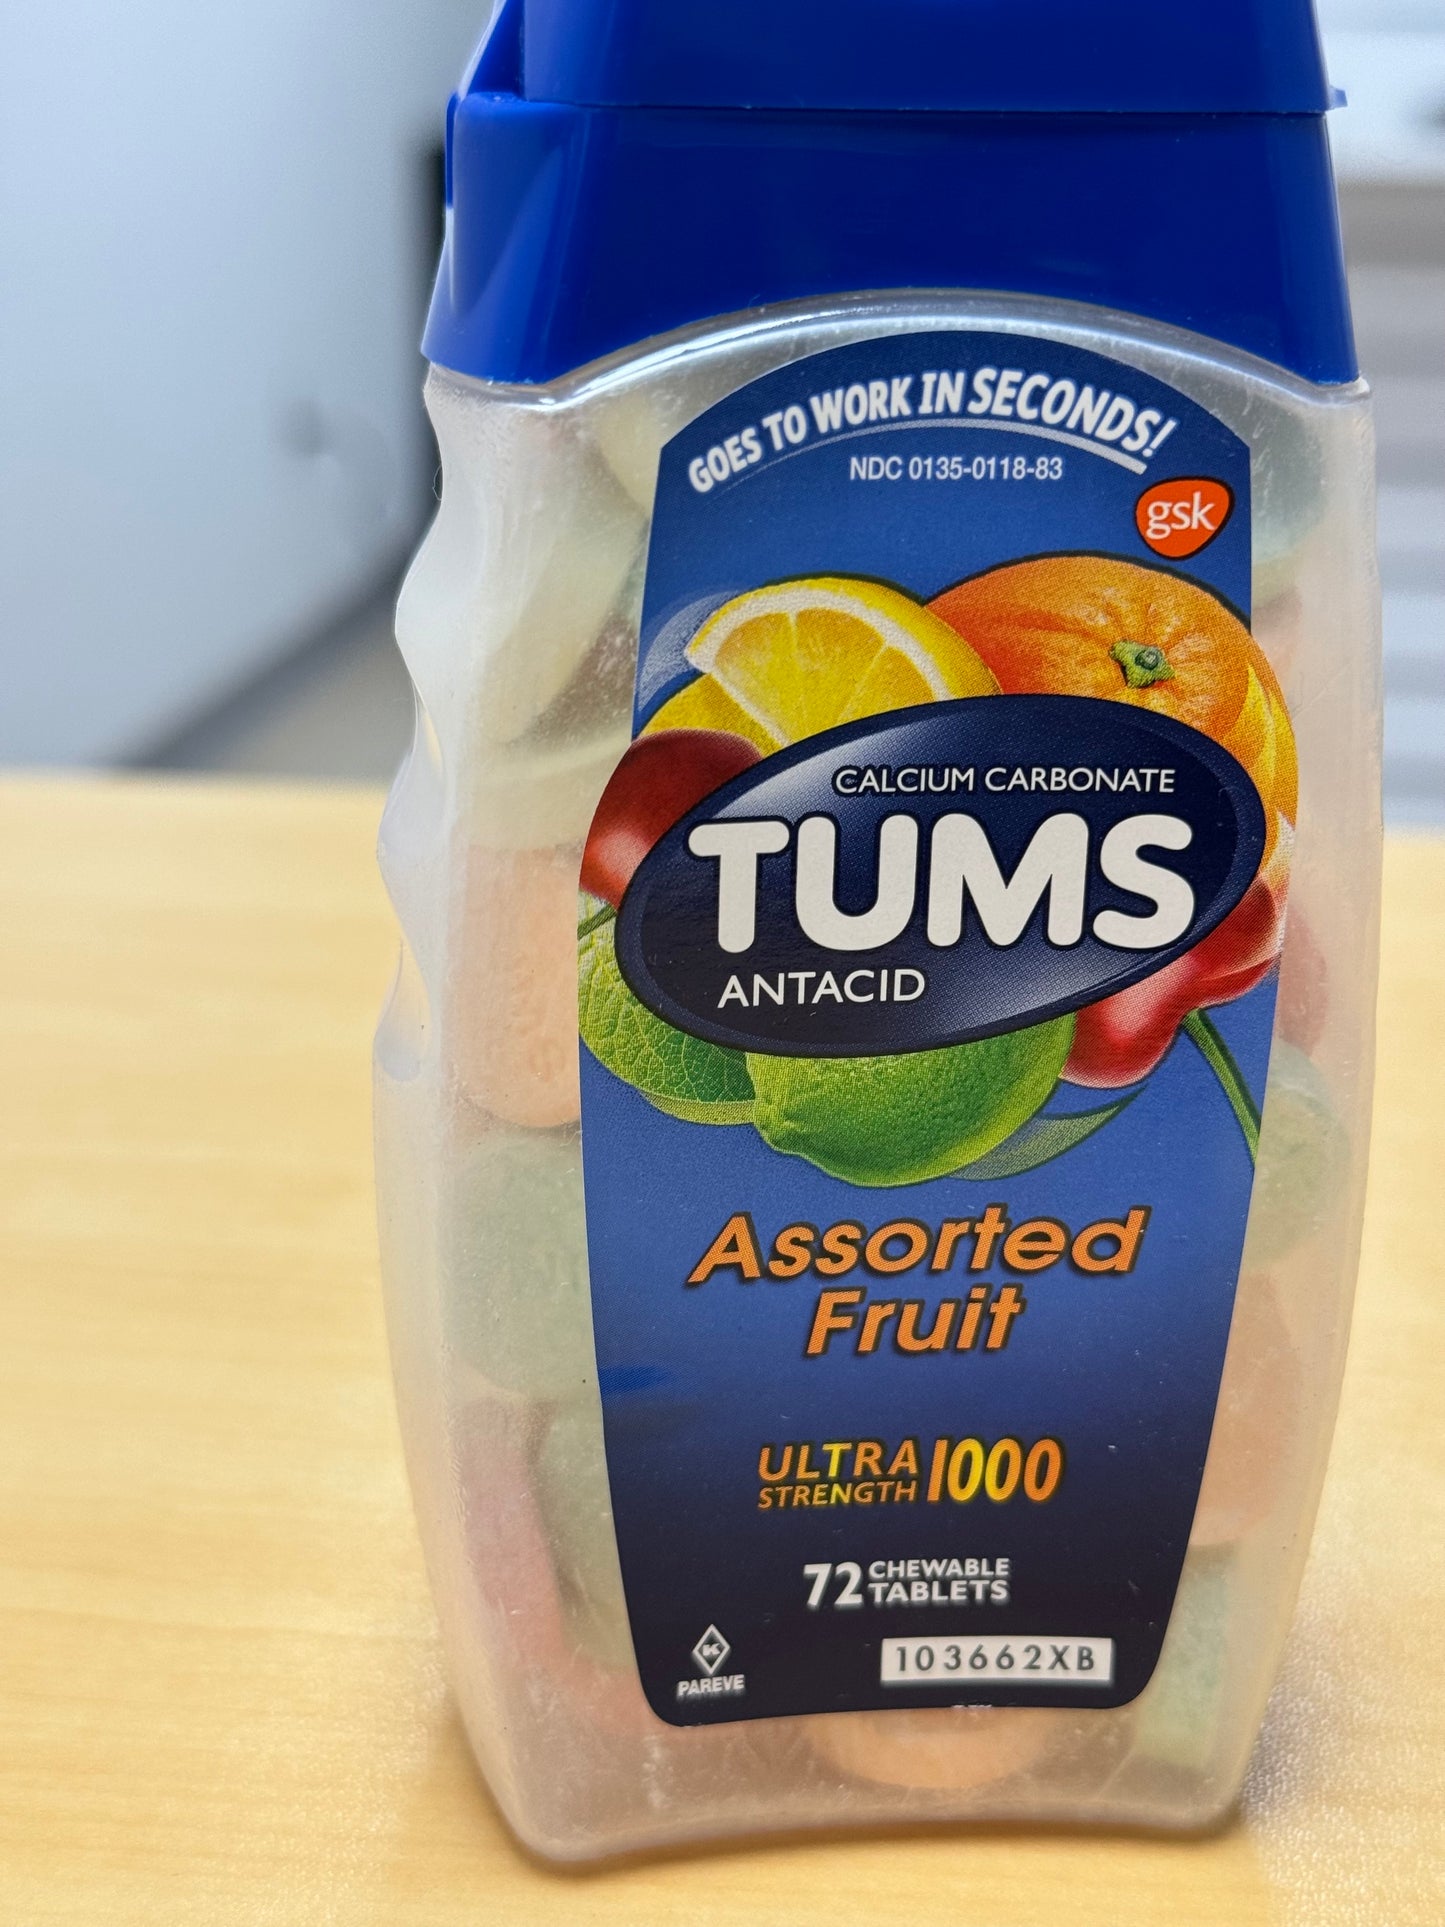 GOES TO WORK IN SECONDS!
NDC 0135-0118-83
gsk
CALCIUM CARBONATE
TUMS
ANTACID
Assorted
Fruit
ULTRA
STRENGTH 1000
72 CHEWABLE
TABLETS
K
PAREVE
103662XB